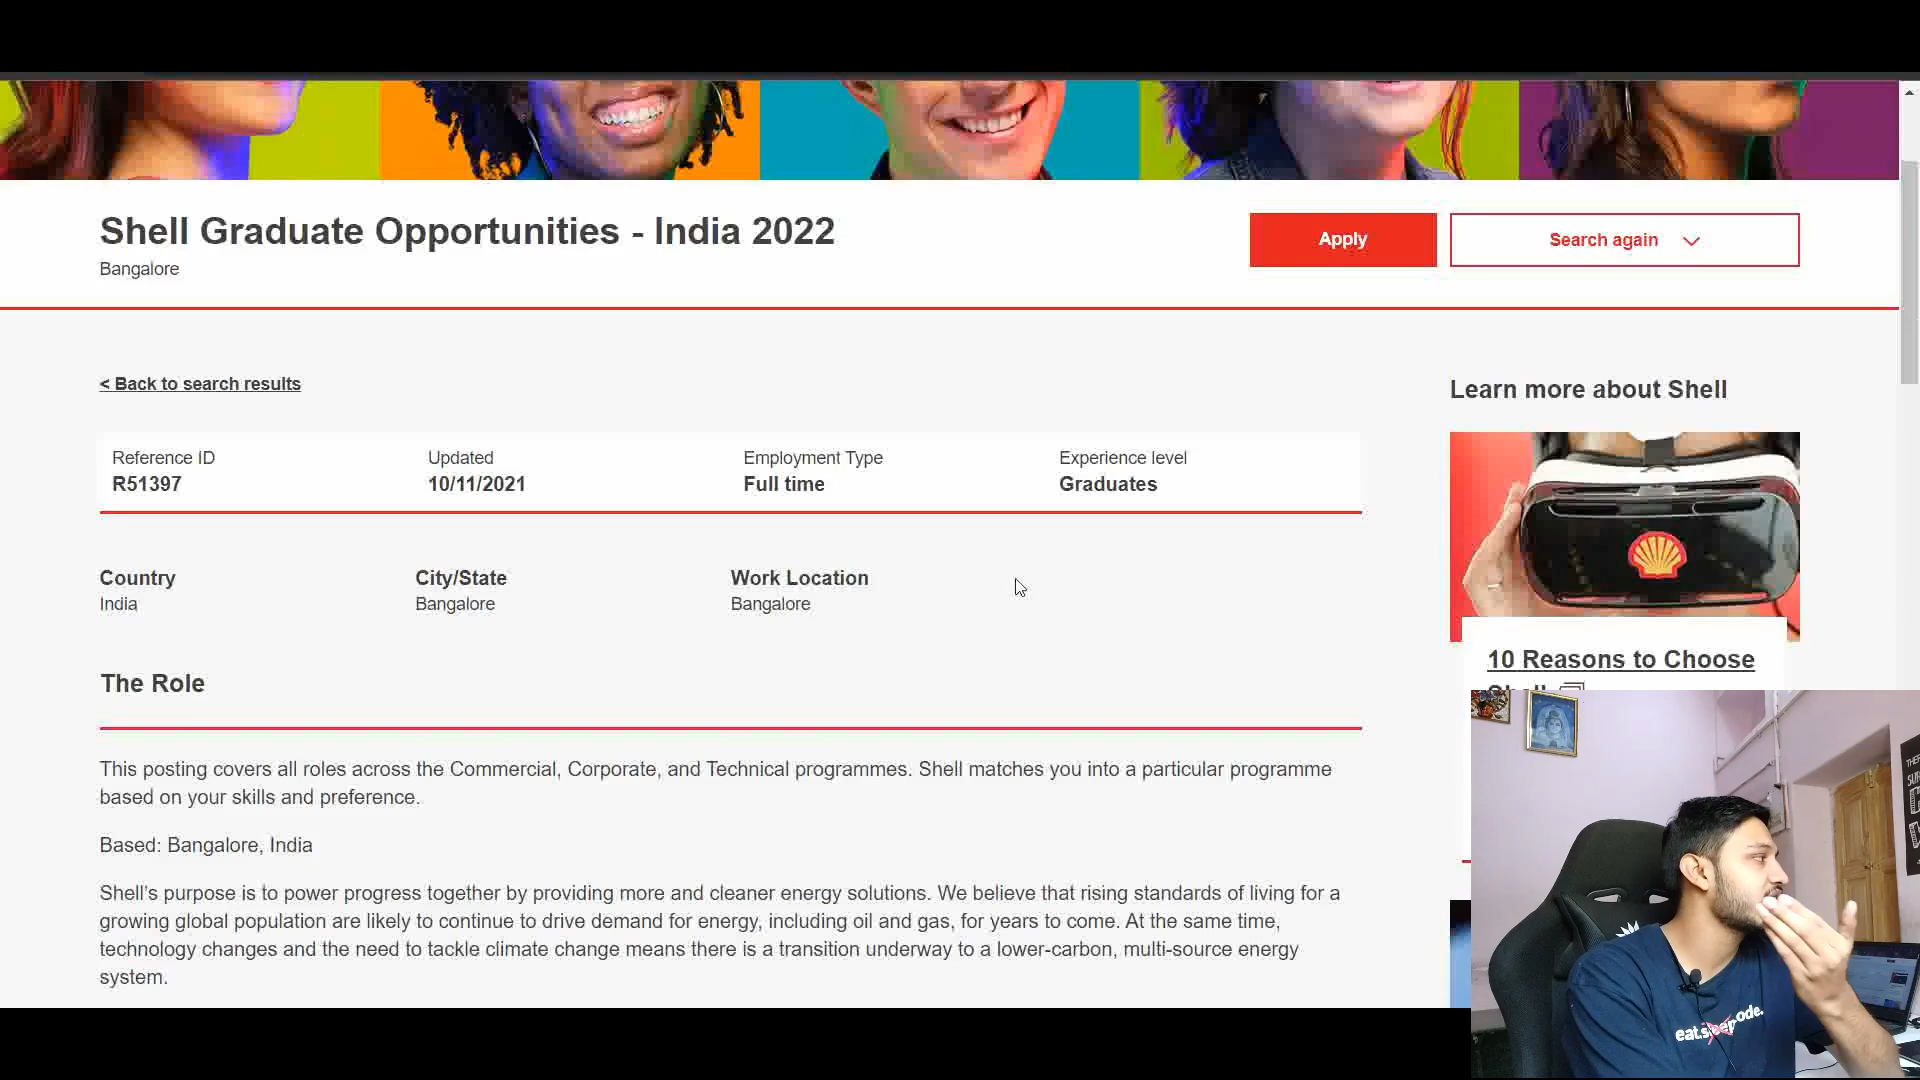 Shell Graduate Opportunities - India 2022
Bangalore
Apply
Search again
< Back to search results
Learn more about Shell
Reference ID
R51397
Updated
10/11/2021
Employment Type
Full time
Experience level
Graduates
Country
India
City/State
Bangalore
Work Location
Bangalore
10 Reasons to Choose
The Role
This posting covers all roles across the Commercial, Corporate, and Technical programmes. Shell matches you into a particular programme
based on your skills and preference.
Based: Bangalore, India
Shell's purpose is to power progress together by providing more and cleaner energy solutions. We believe that rising standards of living for a
growing global population are likely to continue to drive demand for energy, including oil and gas, for years to come. At the same time,
technology changes and the need to tackle climate change means there is a transition underway to a lower-carbon, multi-source energy
system.